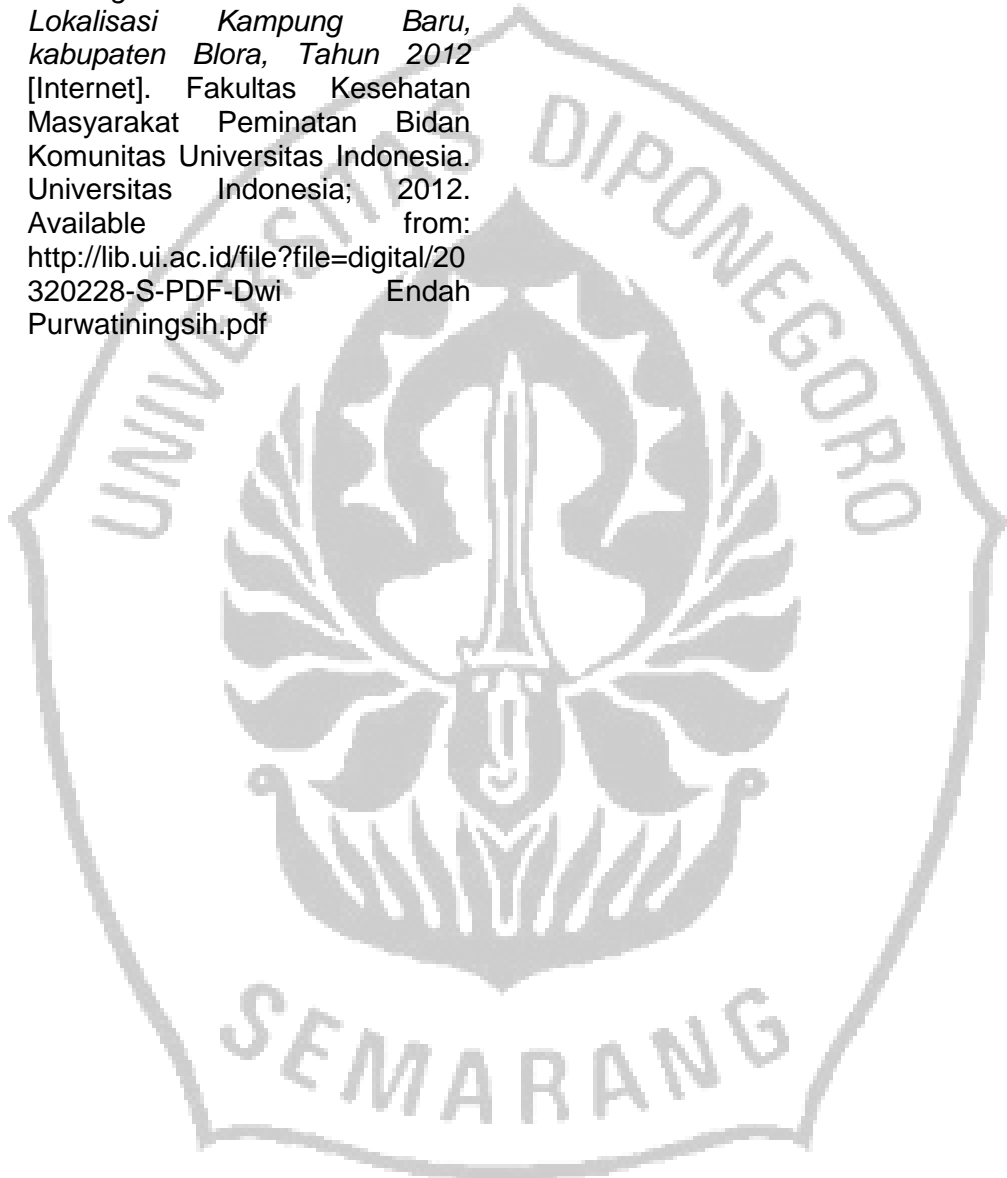 Lokalisasi Kampung Baru,
kabupaten Blora, Tahun 2012
[Internet]. Fakultas Kesehatan
Masyarakat Peminatan Bidan
Komunitas Universitas Indonesia.
Universitas Indonesia; 2012.
Available from:
http://lib.ui.ac.id/file?file=digital/20
320228-S-PDF-Dwi Endah
Purwatiningsih.pdf
UNIVERSITAS DIPONEGORO
SEMARANG